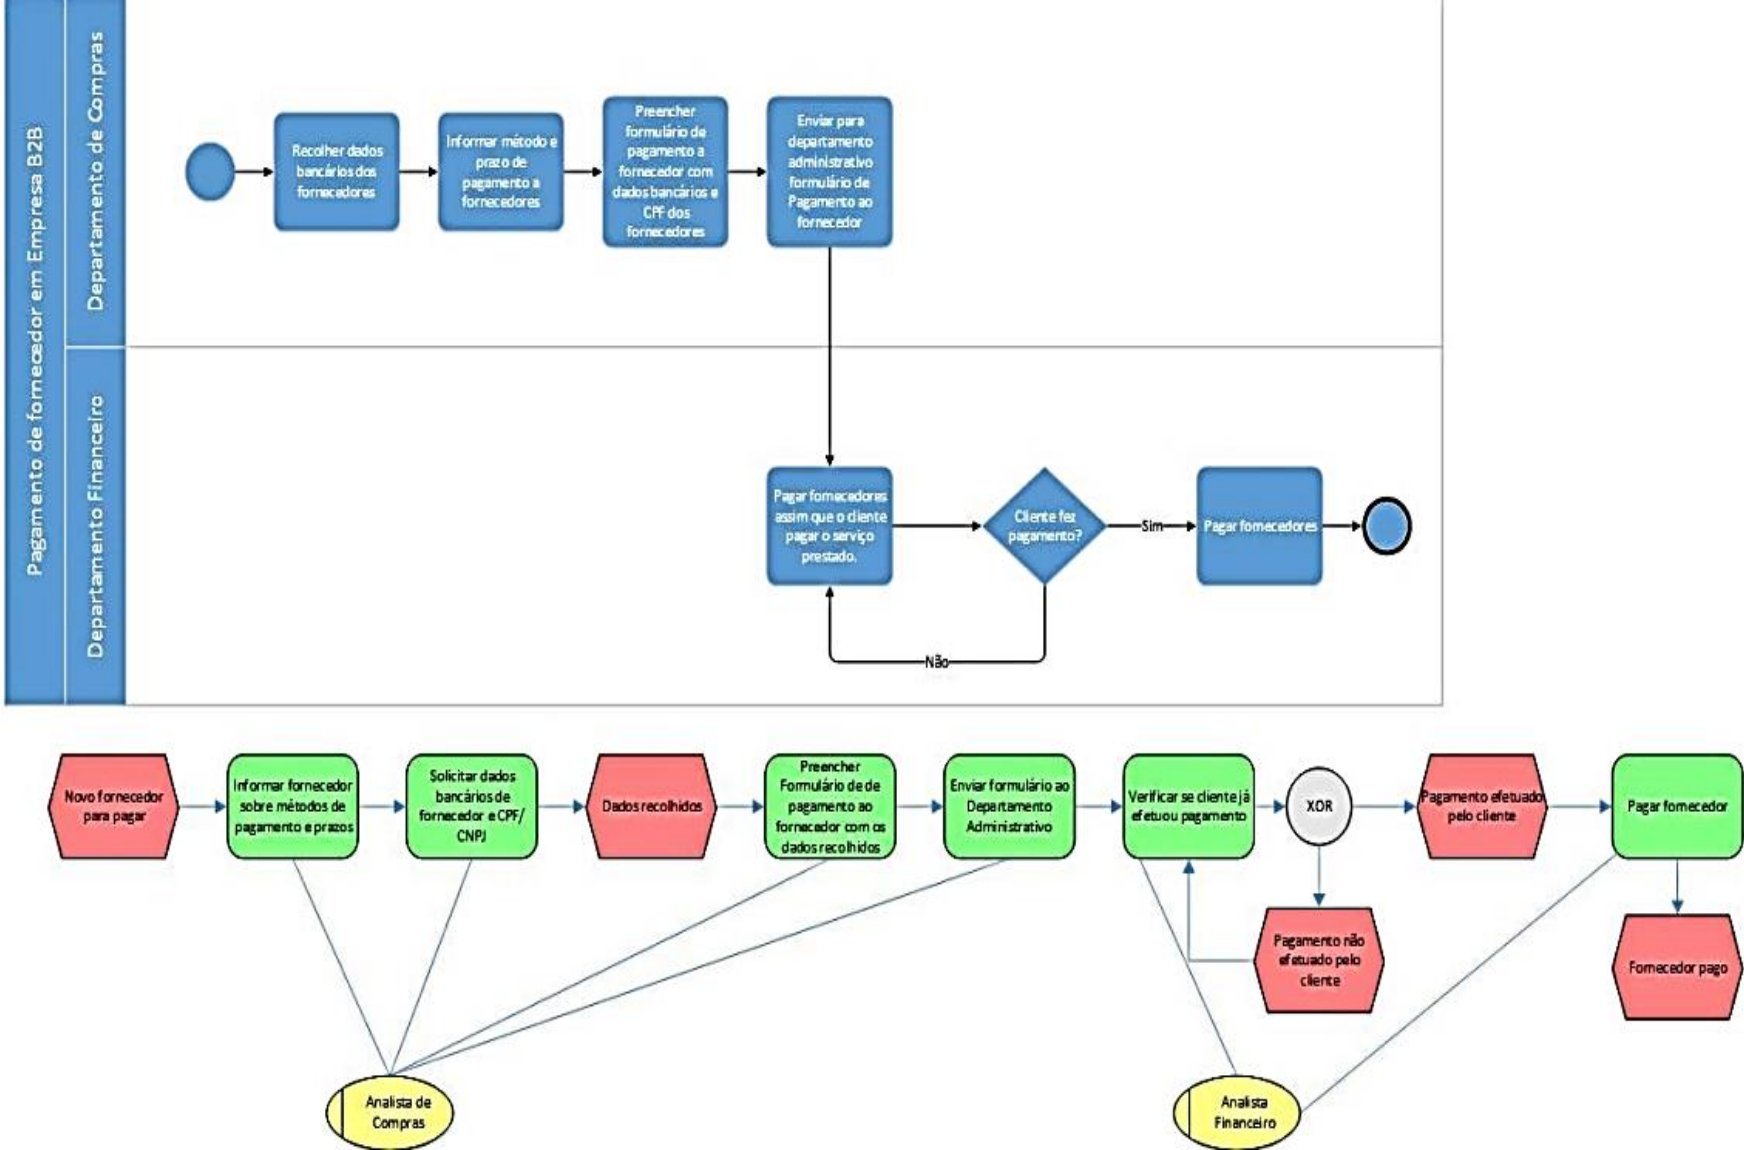 Pagamento de fornecedor em Empresa B2B
Departamento de Compras
Recolher dados
bancários dos
fornecedores
Informar método e
prazo de
pagamento a
fornecedores
Preencher
formulário de
pagamento a
fornecedor com
dados bancários e
CPF dos
fornecedores
Enviar para
departamento
administrativo
formulário de
Pagamento ao
fornecedor
Departamento Financeiro
Pagar fornecedores
assim que o cliente
pagar o serviço
prestado.
Cliente fez
pagamento?
Sim
Pagar fornecedores
Não
Novo fornecedor
para pagar
Informar fornecedor
sobre métodos de
pagamento e prazos
Solicitar dados
bancários de
fornecedor e CPF/
CNPJ
Dados recolhidos
Preencher
Formulário de de
pagamento ao
fornecedor com os
dados recolhidos
Enviar formulário ao
Departamento
Administrativo
Verificar se cliente já
efetuou pagamento
XOR
Pagamento efetuado
pelo cliente
Pagar fornecedor
Pagamento não
efetuado pelo
cliente
Fornecedor pago
Analista de
Compras
Analista
Financeiro